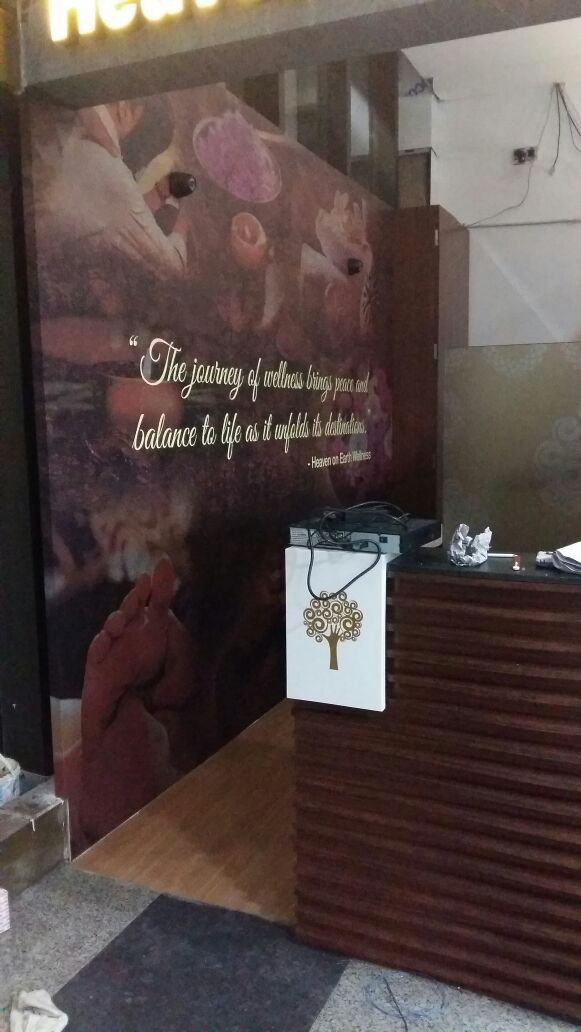 Heav
“ The journey of wellness brings peace and
balance to life as it unfolds its destinations.
- Heaven on Earth Wellness